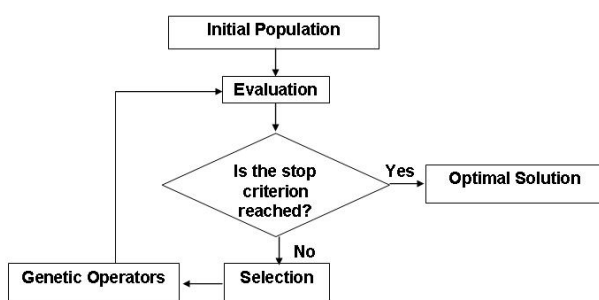 Initial Population
Evaluation
Is the stop
criterion
reached?
Yes
Optimal Solution
No
Genetic Operators
Selection